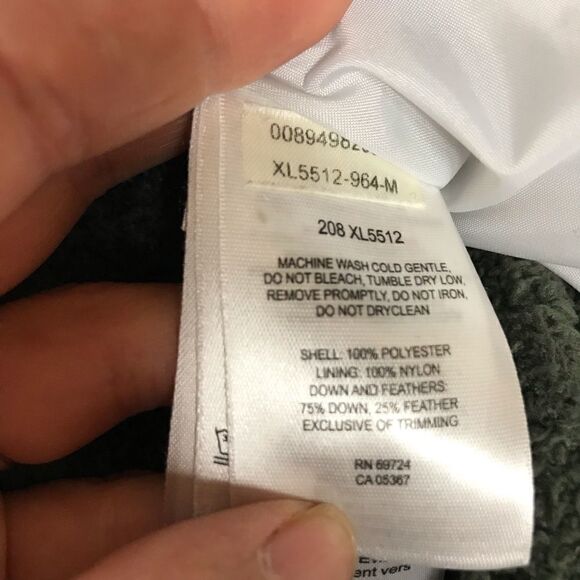 XL5512-964-M
208 XL5512
MACHINE WASH COLD GENTLE,
DO NOT BLEACH, TUMBLE DRY LOW,
REMOVE PROMPTLY, DO NOT IRON,
DO NOT DRYCLEAN
SHELL: 100% POLYESTER
LINING: 100% NYLON
DOWN AND FEATHERS:
75% DOWN, 25% FEATHER
EXCLUSIVE OF TRIMMING
RN 69724
CA 05367
vers